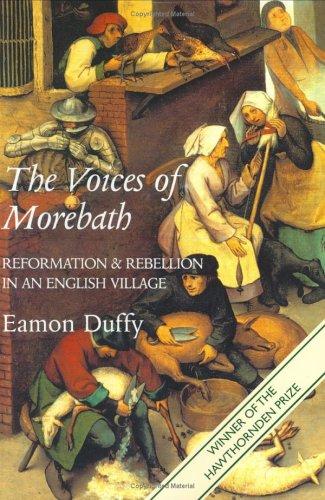 The Voices of
Morebath
REFORMATION & REBELLION
IN AN ENGLISH VILLAGE
Eamon Duffy
WINNER OF THE
HAWTHORNDEN PRIZE